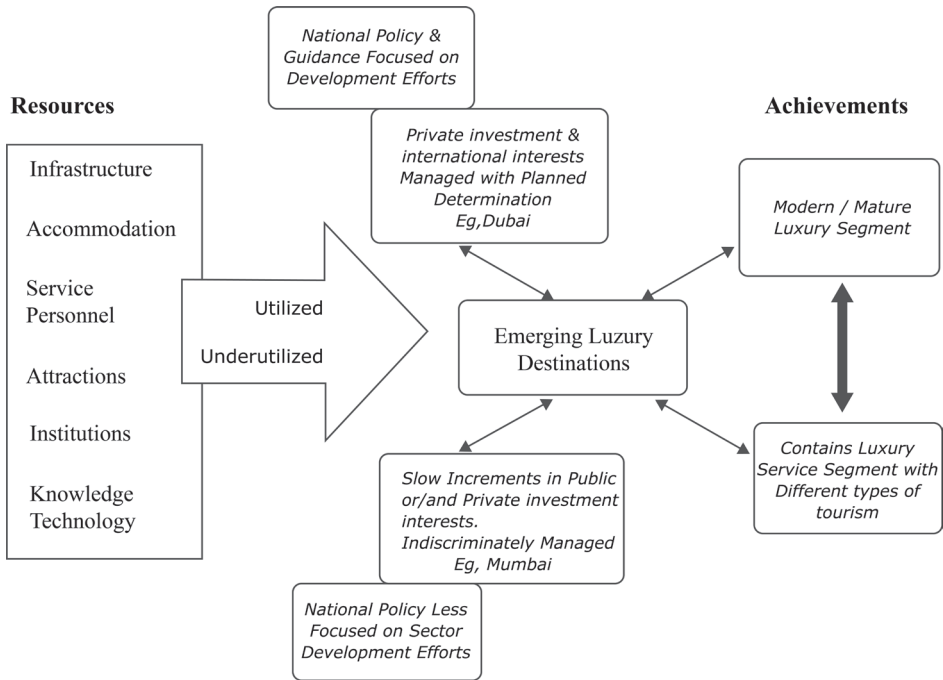 National Policy &
Guidance Focused on
Development Efforts
Resources
Achievements
Infrastructure
Accommodation
Service
Personnel
Attractions
Institutions
Knowledge
Technology
Utilized
Underutilized
Private investment &
international interests
Managed with Planned
Determination
Eg,Dubai
Modern / Mature
Luxury Segment
Emerging Luzury
Destinations
Slow Increments in Public
or/and Private investment
interests.
Indiscriminately Managed
Eg, Mumbai
Contains Luxury
Service Segment with
Different types of
tourism
National Policy Less
Focused on Sector
Development Efforts